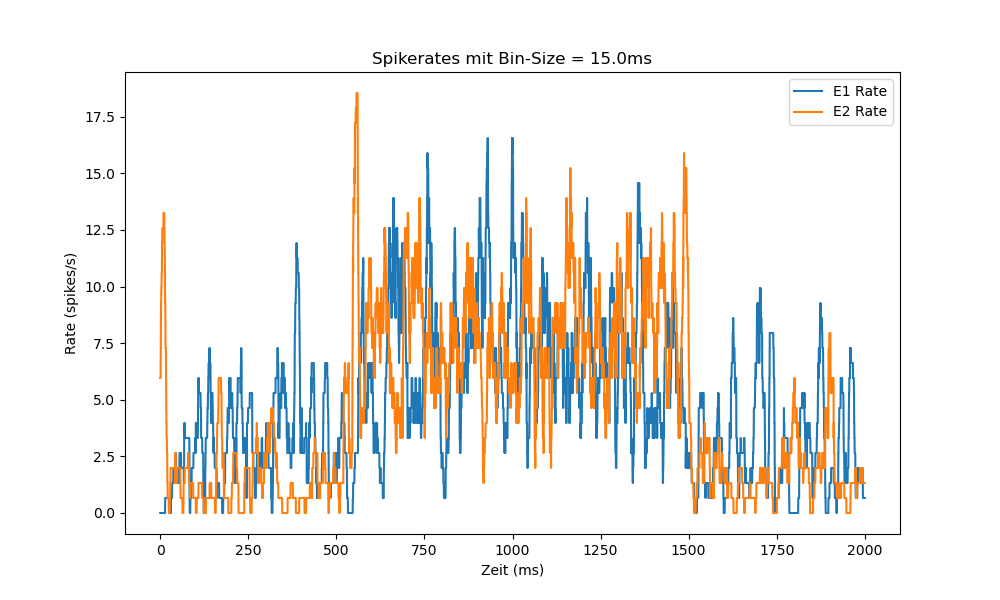 Spikerates mit Bin-Size = 15.0ms
E1 Rate
E2 Rate
17.5
15.0
12.5
10.0
7.5
5.0
2.5
0.0
Rate (spikes/s)
0 250 500 750 1000 1250 1500 1750 2000
Zeit (ms)